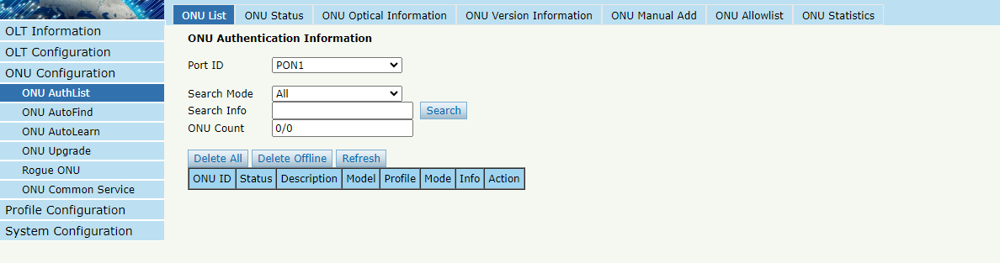 ONU List ONU Status ONU Optical Information ONU Version Information ONU Manual Add ONU Allowlist ONU Statistics
OLT Information
OLT Configuration
ONU Configuration
ONU AuthList
ONU AutoFind
ONU AutoLearn
ONU Upgrade
Rogue ONU
ONU Common Service
Profile Configuration
System Configuration
ONU Authentication Information
Port ID PON1
Search Mode All
Search Info Search
ONU Count 0/0
Delete All Delete Offline Refresh
ONU ID Status Description Model Profile Mode Info Action